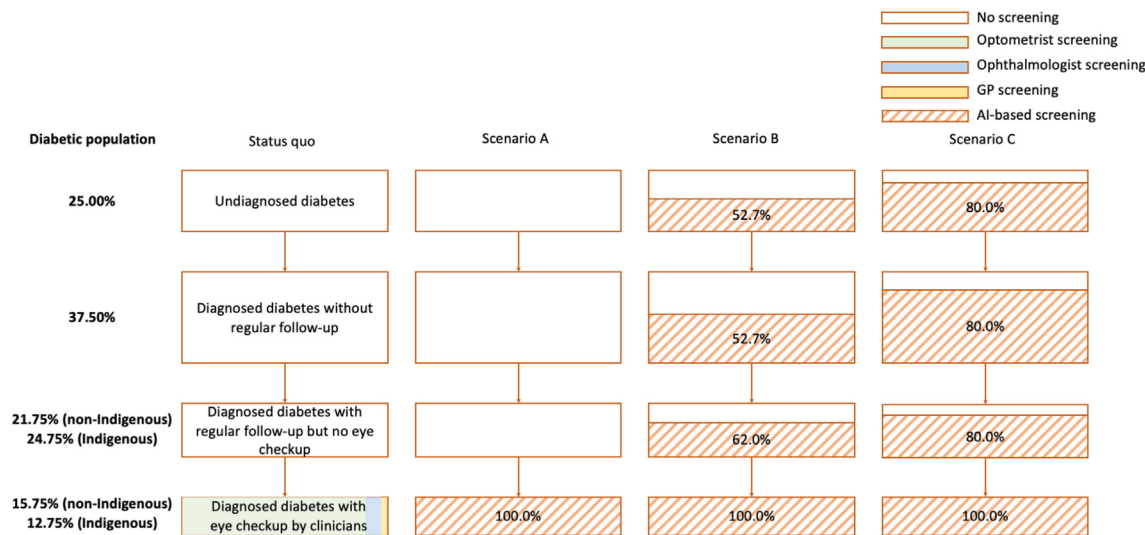 No screening
Optometrist screening
Ophthalmologist screening
GP screening
AI-based screening
Diabetic population
Status quo
Scenario A
Scenario B
Scenario C
25.00%
Undiagnosed diabetes
52.7%
80.0%
37.50%
Diagnosed diabetes without
regular follow-up
52.7%
80.0%
21.75% (non-Indigenous)
24.75% (Indigenous)
Diagnosed diabetes with
regular follow-up but no eye
checkup
62.0%
80.0%
15.75% (non-Indigenous)
12.75% (Indigenous)
Diagnosed diabetes with
eye checkup by clinicians
100.0%
100.0%
100.0%